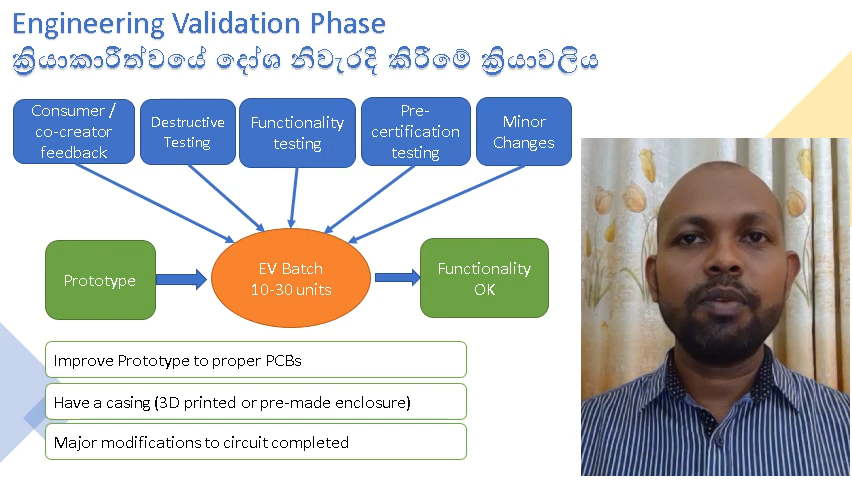 Engineering Validation Phase
ක්‍රියාකාරීත්වයේ දෝශ නිවැරදි කිරීමේ ක්‍රියාවලිය
Consumer /
co-creator
feedback
Destructive
Testing
Functionality
testing
Pre-
certification
testing
Minor
Changes
Prototype
EV Batch
10-30 units
Functionality
OK
Improve Prototype to proper PCBs
Have a casing (3D printed or pre-made enclosure)
Major modifications to circuit completed